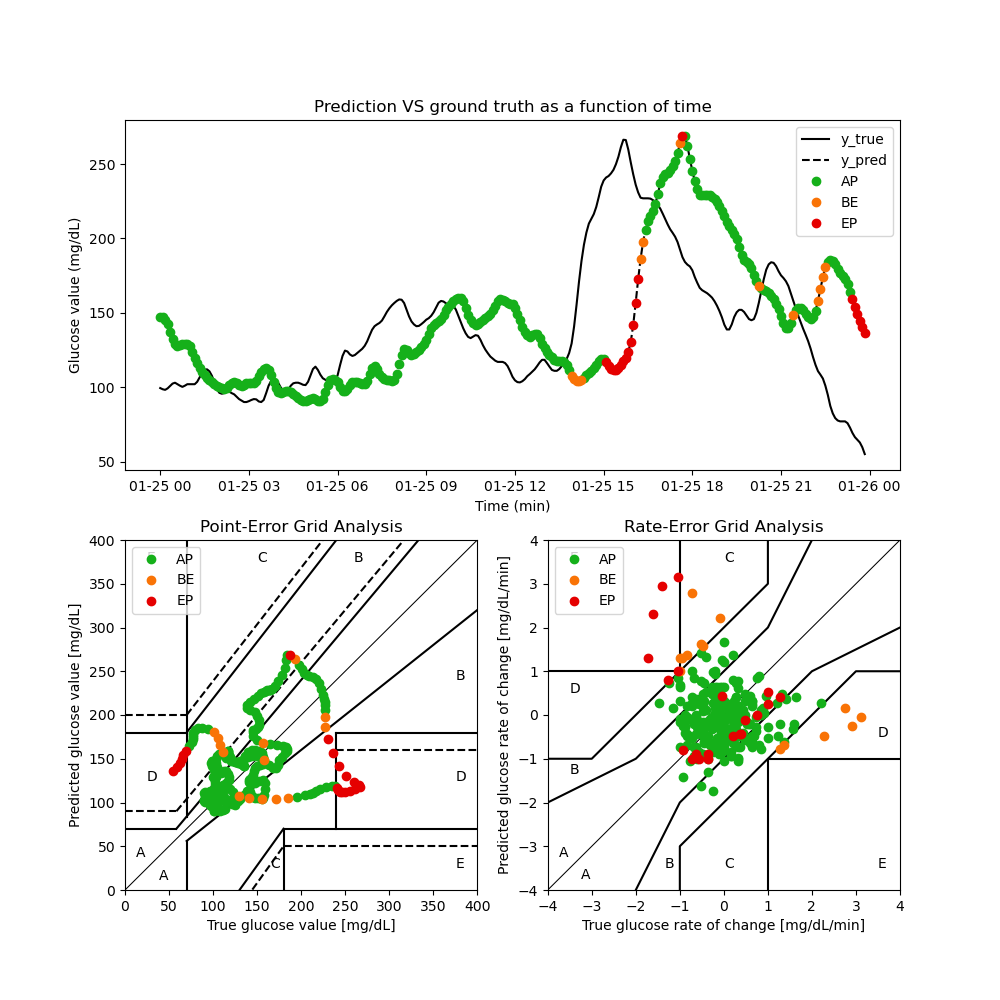 Prediction VS ground truth as a function of time
Glucose value (mg/dL)
250
200
150
100
50
y_true
y_pred
AP
BE
EP
01-25 00 01-25 03 01-25 06 01-25 09 01-25 12 01-25 15 01-25 18 01-25 21 01-26 00
Time (min)
Point-Error Grid Analysis
Predicted glucose value [mg/dL]
400
350
300
250
200
150
100
50
0
AP
BE
EP
C
B
B
D
D
A
A
C
E
0 50 100 150 200 250 300 350 400
True glucose value [mg/dL]
Rate-Error Grid Analysis
Predicted glucose rate of change [mg/dL/min]
4
3
2
1
0
−1
−2
−3
−4
AP
BE
EP
C
D
D
B
A
A
B
C
E
−4 −3 −2 −1 0 1 2 3 4
True glucose rate of change [mg/dL/min]